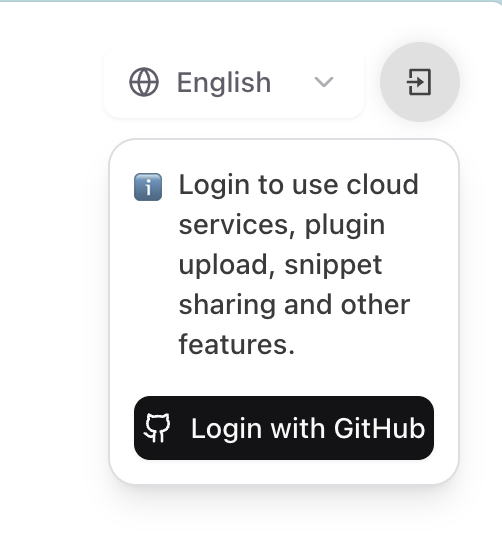 English
Login to use cloud
services, plugin
upload, snippet
sharing and other
features.
Login with GitHub